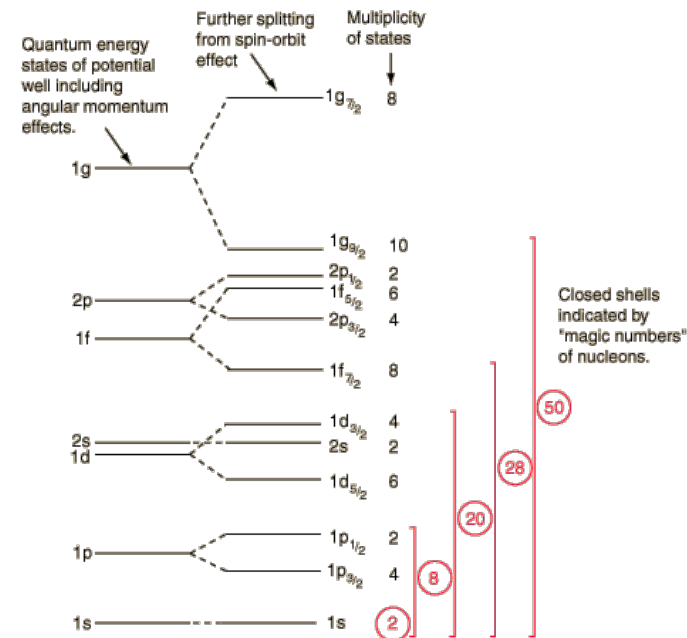 Quantum energy
states of potential
well including
angular momentum
effects.
Further splitting
from spin-orbit
effect
Multiplicity
of states
1g
1g7/2 8
1g9/2 10
2p
2p1/2 2
1f5/2 6
2p3/2 4
1f
1f7/2 8
Closed shells
indicated by
"magic numbers"
of nucleons.
50
1d3/2 4
2s
2s 2
1d
1d5/2 6
28
20
1p1/2 2
1p
1p3/2 4
8
1s
1s 2